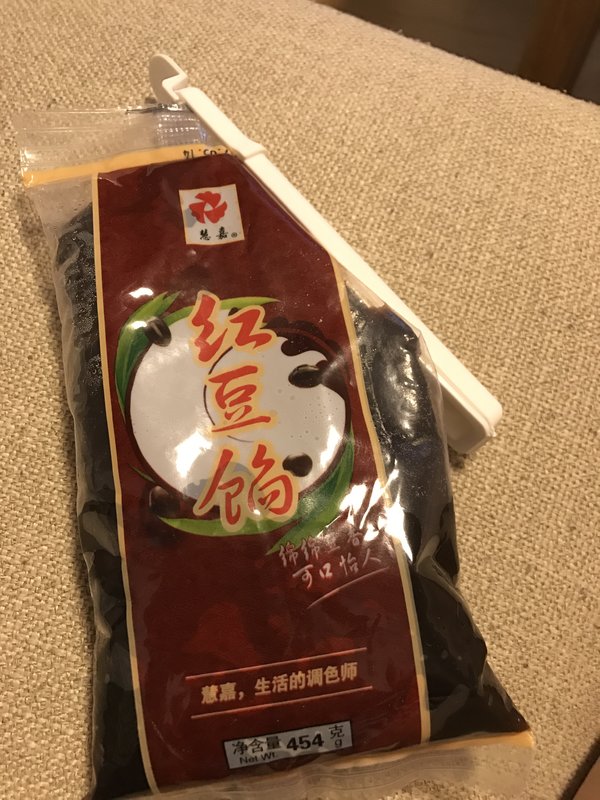 慧嘉®
红豆馅
绵绵豆香
可口怡人
慧嘉，生活的调色师
净含量 454 克
Net Wt. g